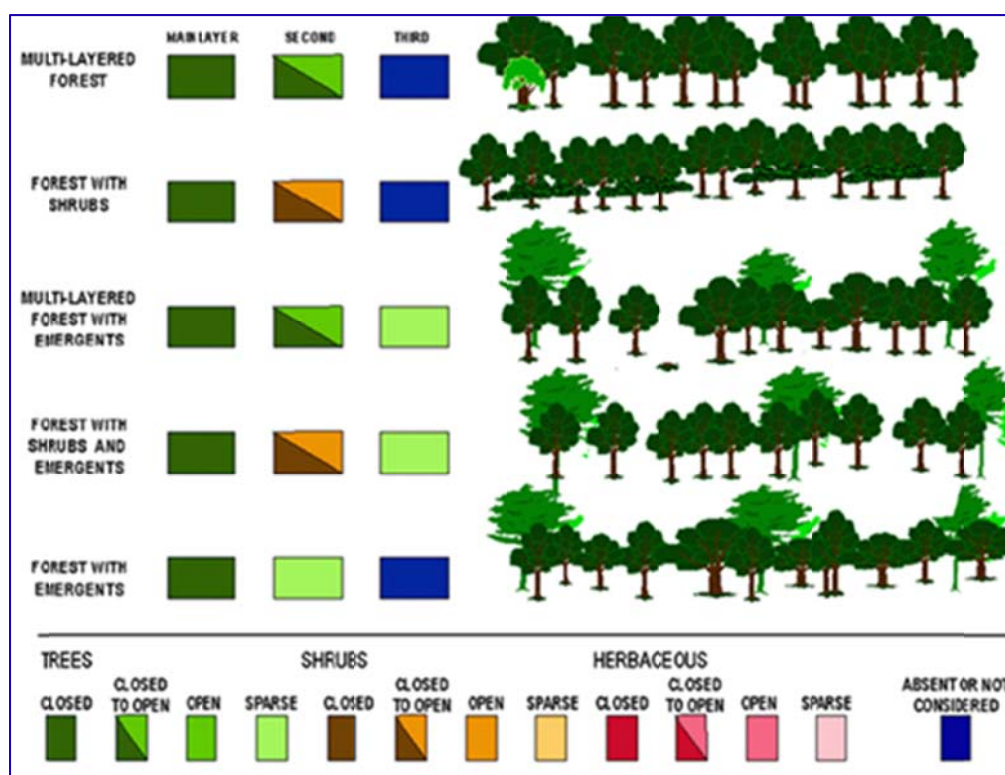 MAIN LAYER SECOND THIRD
MULTI-LAYERED
FOREST
FOREST WITH
SHRUBS
MULTI-LAYERED
FOREST WITH
EMERGENTS
FOREST WITH
SHRUBS AND
EMERGENTS
FOREST WITH
EMERGENTS
TREES SHRUBS HERBACEOUS
CLOSED CLOSED TO OPEN OPEN SPARSE CLOSED CLOSED TO OPEN OPEN SPARSE CLOSED CLOSED TO OPEN OPEN SPARSE ABSENT OR NOT CONSIDERED